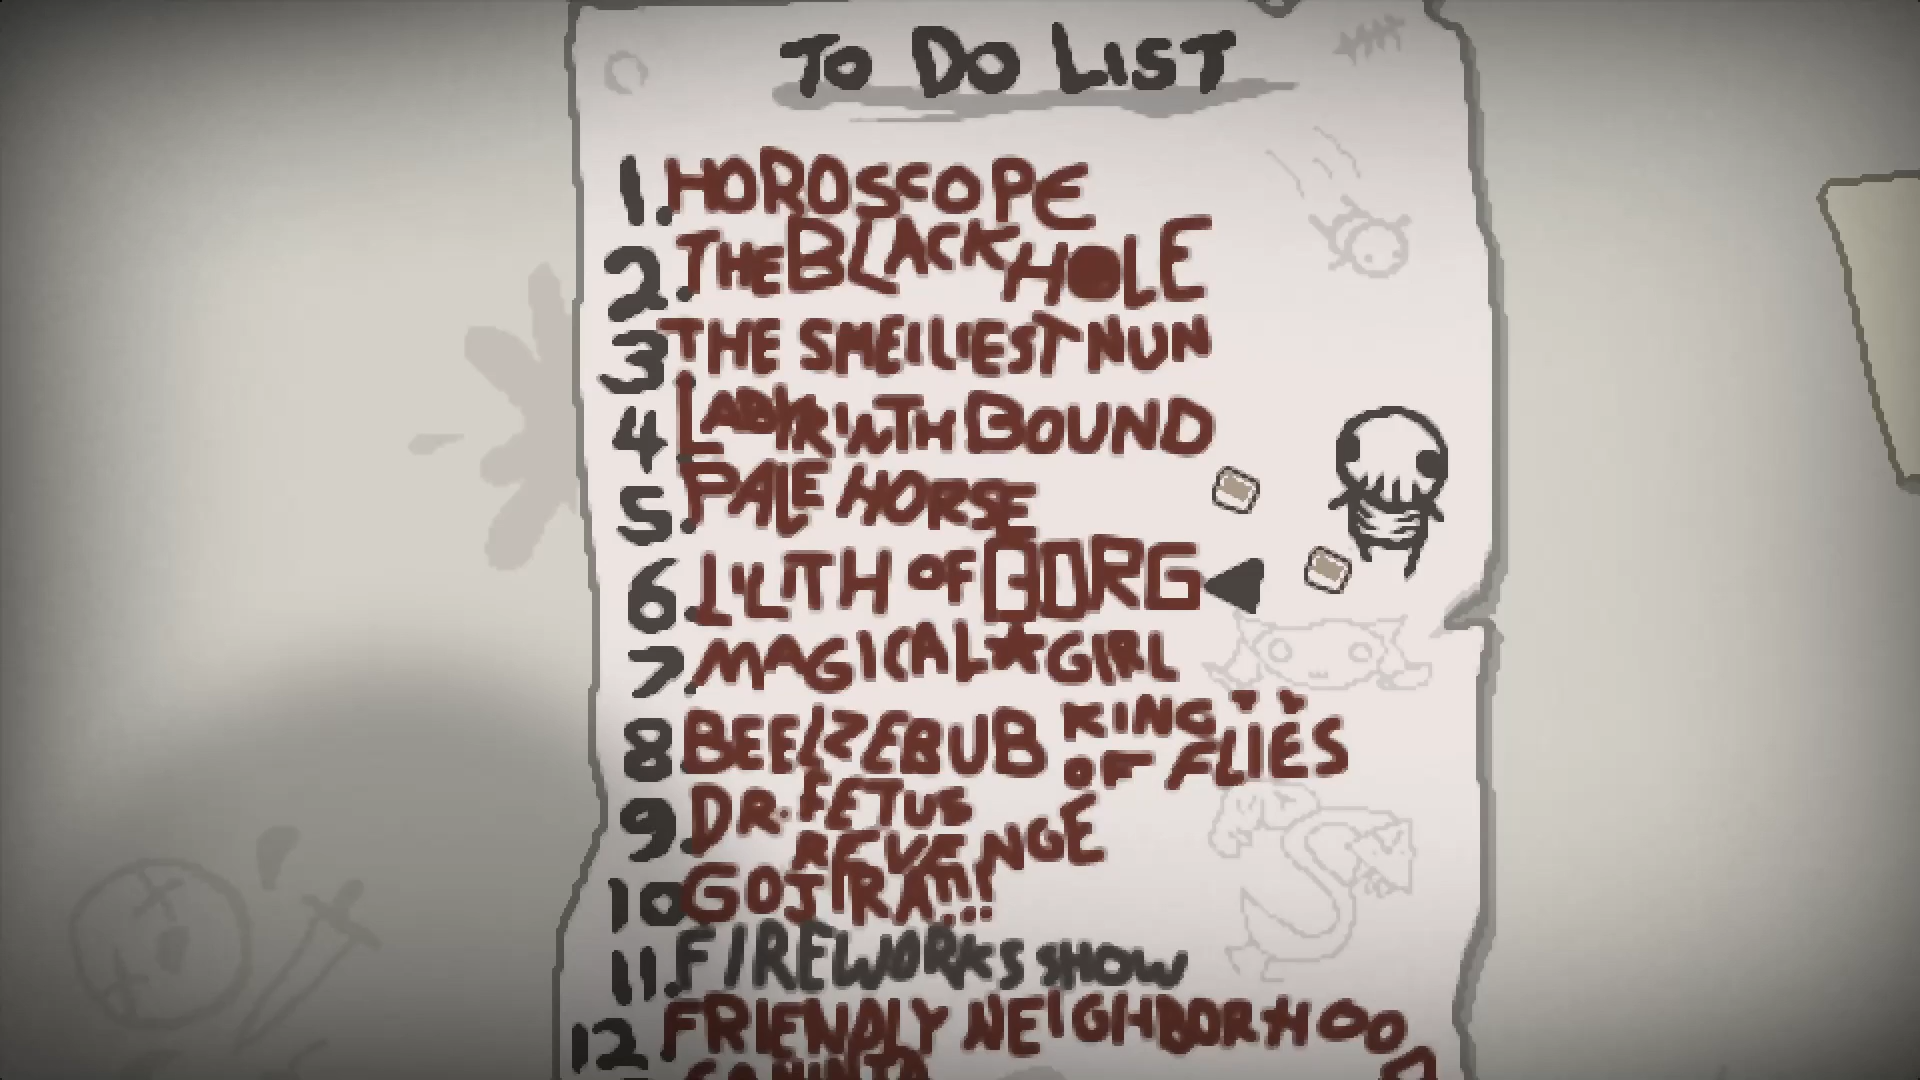 TO DO LIST
1. HOROSCOPE
2. THE BLACK HOLE
3. THE SMELLIEST NUN
4. LABYRINTH BOUND
5. PALE HORSE
6. LILITH OF BORG
7. MAGICAL★GIRL
8. BEELZEBUB KING OF FLIES
9. DR. FETUS REVENGE
10. GOJIRA!!!
11. FIREWORKS SHOW
12. FRIENDLY NEIGHBORHOOD